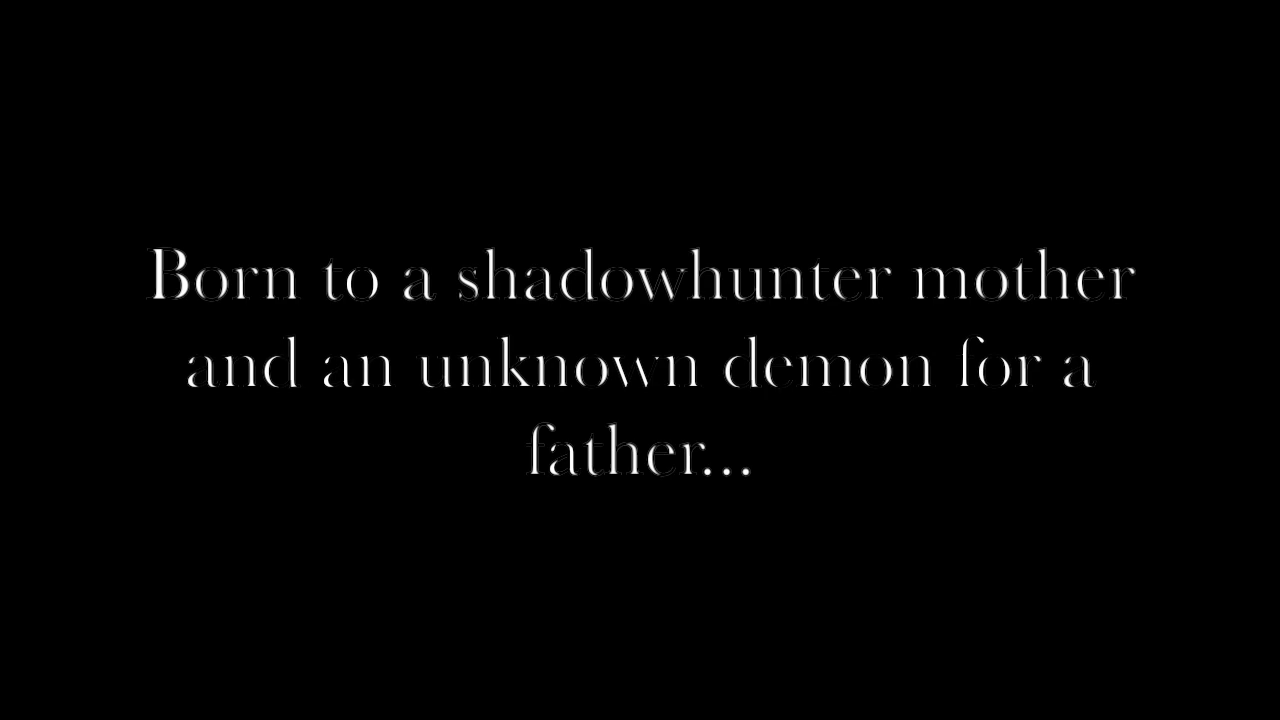 Born to a shadowhunter mother
and an unknown demon for a
father...